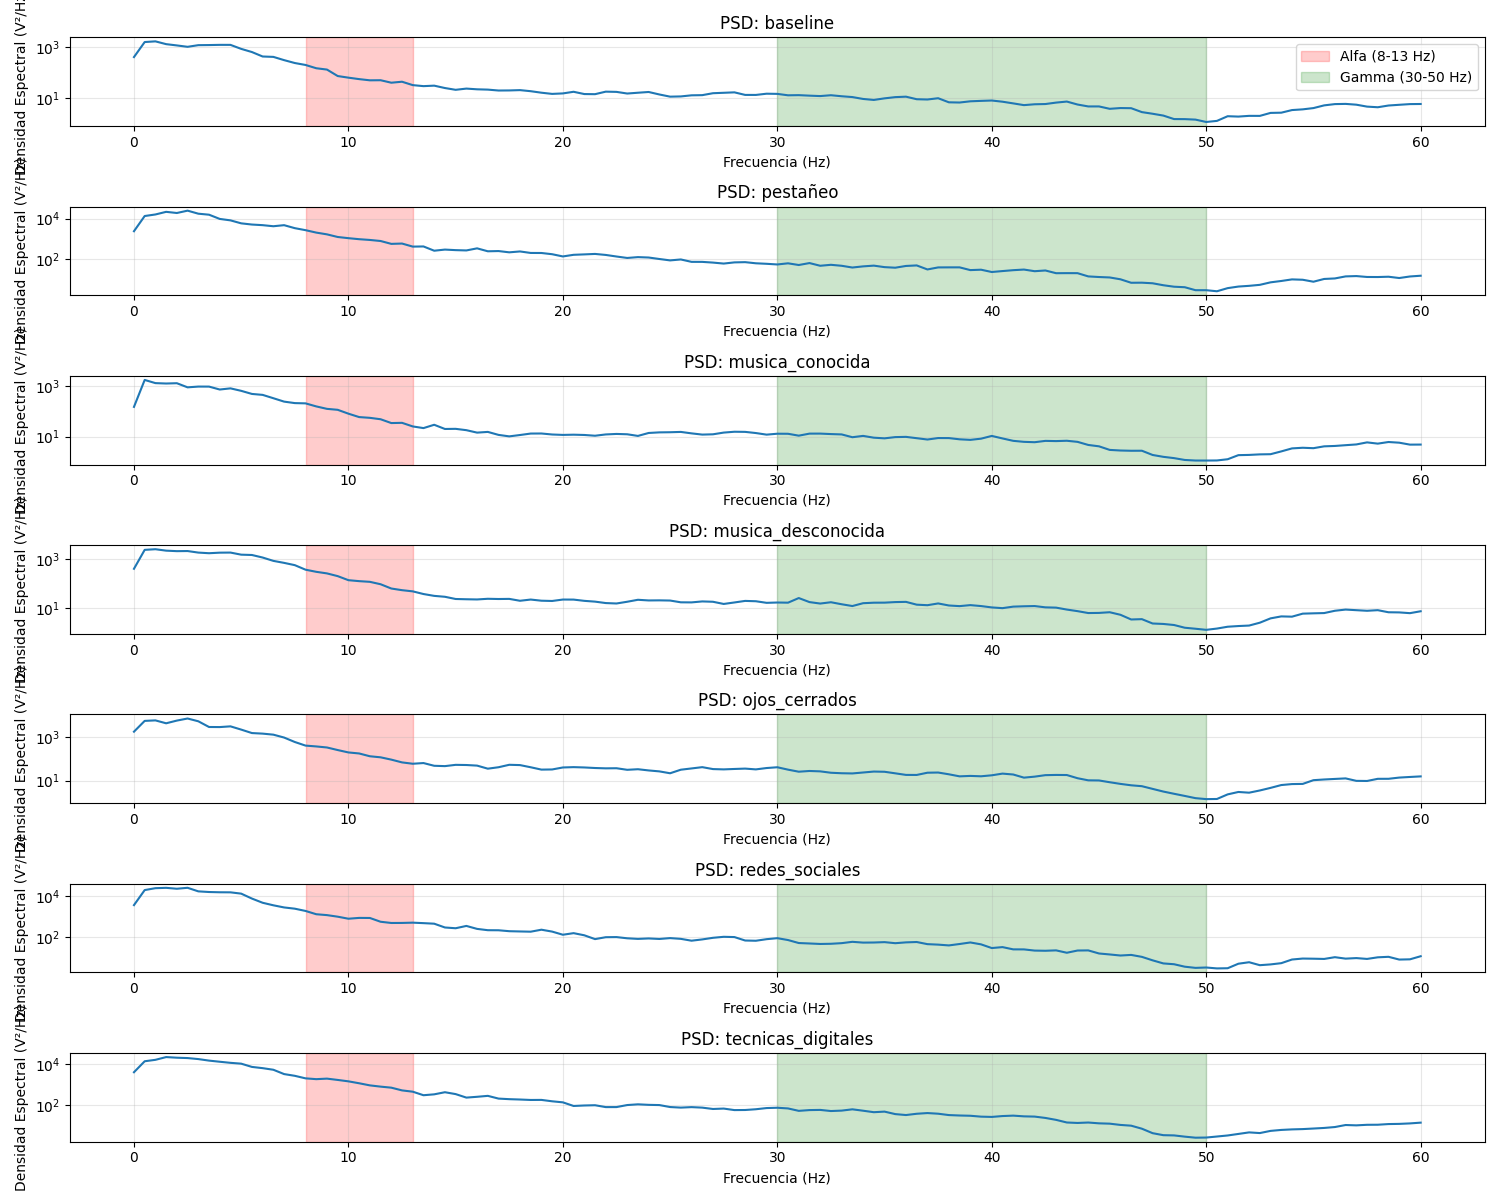 PSD: baseline
Densidad Espectral (V²/Hz)
10³
10¹
Alfa (8-13 Hz)
Gamma (30-50 Hz)
0 10 20 30 40 50 60
Frecuencia (Hz)
PSD: pestañeo
Densidad Espectral (V²/Hz)
10⁴
10²
0 10 20 30 40 50 60
Frecuencia (Hz)
PSD: musica_conocida
Densidad Espectral (V²/Hz)
10³
10¹
0 10 20 30 40 50 60
Frecuencia (Hz)
PSD: musica_desconocida
Densidad Espectral (V²/Hz)
10³
10¹
0 10 20 30 40 50 60
Frecuencia (Hz)
PSD: ojos_cerrados
Densidad Espectral (V²/Hz)
10³
10¹
0 10 20 30 40 50 60
Frecuencia (Hz)
PSD: redes_sociales
Densidad Espectral (V²/Hz)
10⁴
10²
0 10 20 30 40 50 60
Frecuencia (Hz)
PSD: tecnicas_digitales
Densidad Espectral (V²/Hz)
10⁴
10²
0 10 20 30 40 50 60
Frecuencia (Hz)